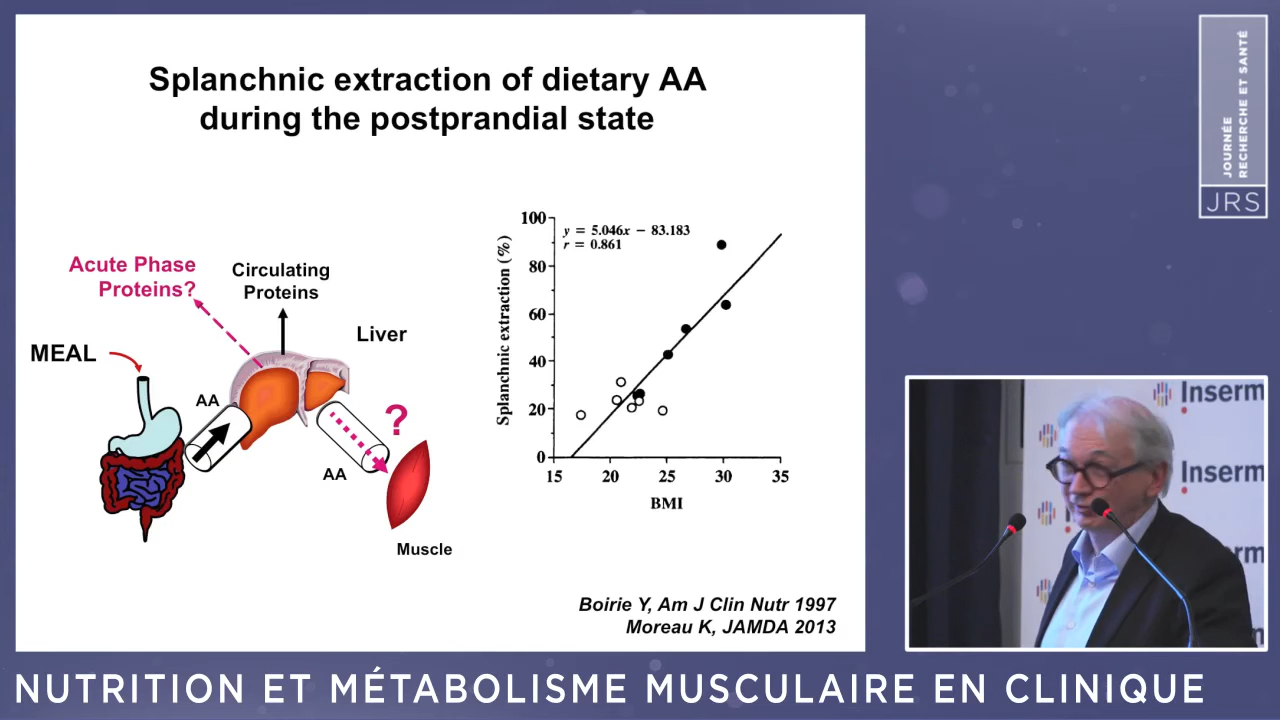 Splanchnic extraction of dietary AA
during the postprandial state
Acute Phase
Proteins?
Circulating
Proteins
Liver
MEAL
AA
?
AA
Muscle
Splanchnic extraction (%)
100
80
60
40
20
0
y = 5.046x − 83.183
r = 0.861
15 20 25 30 35
BMI
Boirie Y, Am J Clin Nutr 1997
Moreau K, JAMDA 2013
JOURNÉE
RECHERCHE ET SANTÉ
JRS
Inserm
Inserm
rm
NUTRITION ET MÉTABOLISME MUSCULAIRE EN CLINIQUE